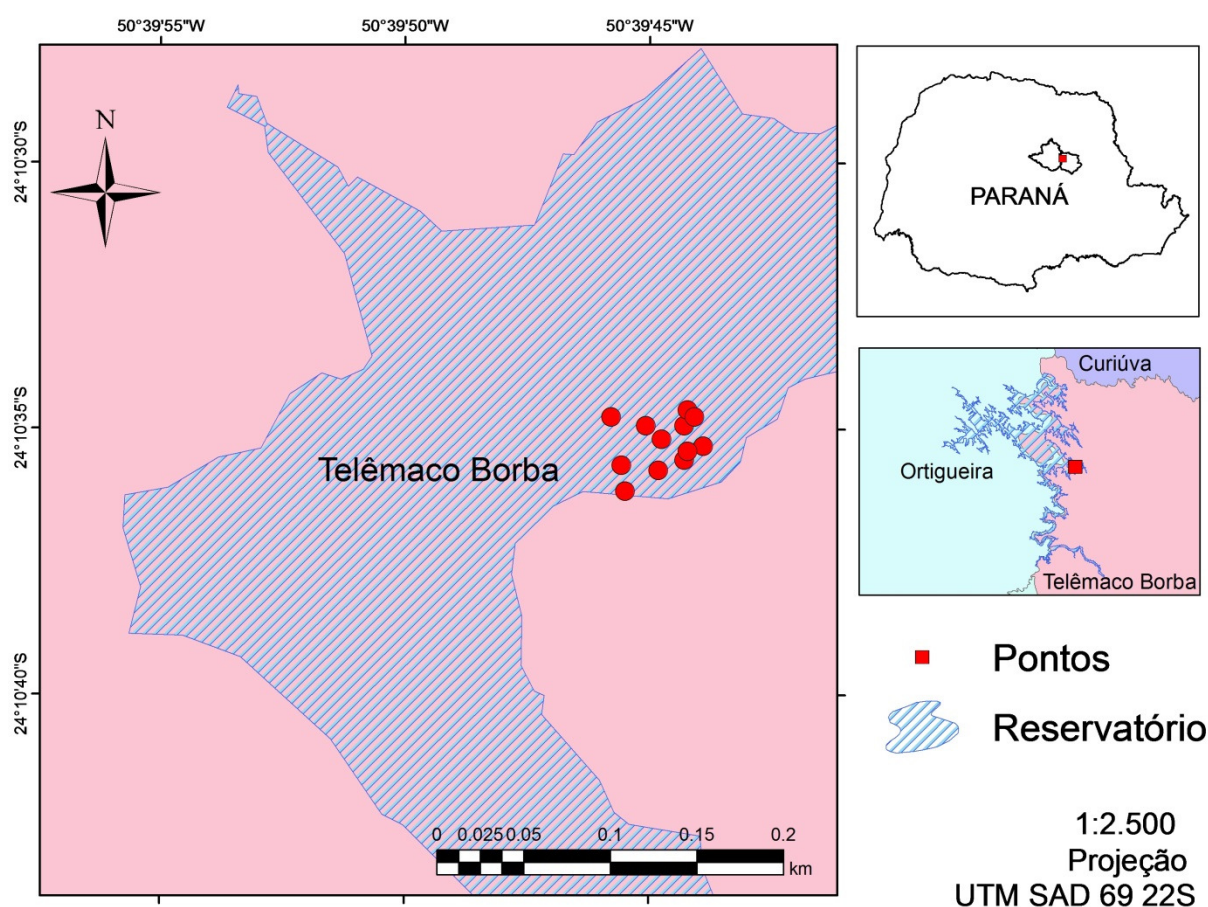 50°39'55"W
50°39'50"W
50°39'45"W
24°10'30"S
24°10'35"S
24°10'40"S
N
Telêmaco Borba
0 0.025 0.05 0.1 0.15 0.2
km
PARANÁ
Curiúva
Ortigueira
Telêmaco Borba
Pontos
Reservatório
1:2.500
Projeção
UTM SAD 69 22S